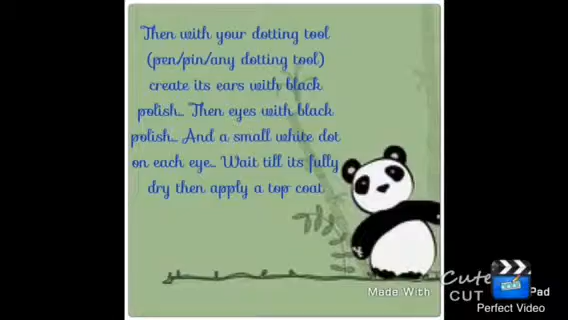 Then with your dotting tool
(pen/pin/any dotting tool)
create its ears with black
polish... Then eyes with black
polish... And a small white dot
on each eye... Wait till its fully
dry then apply a top coat
Made With
Cute
CUT
Pad
Perfect Video